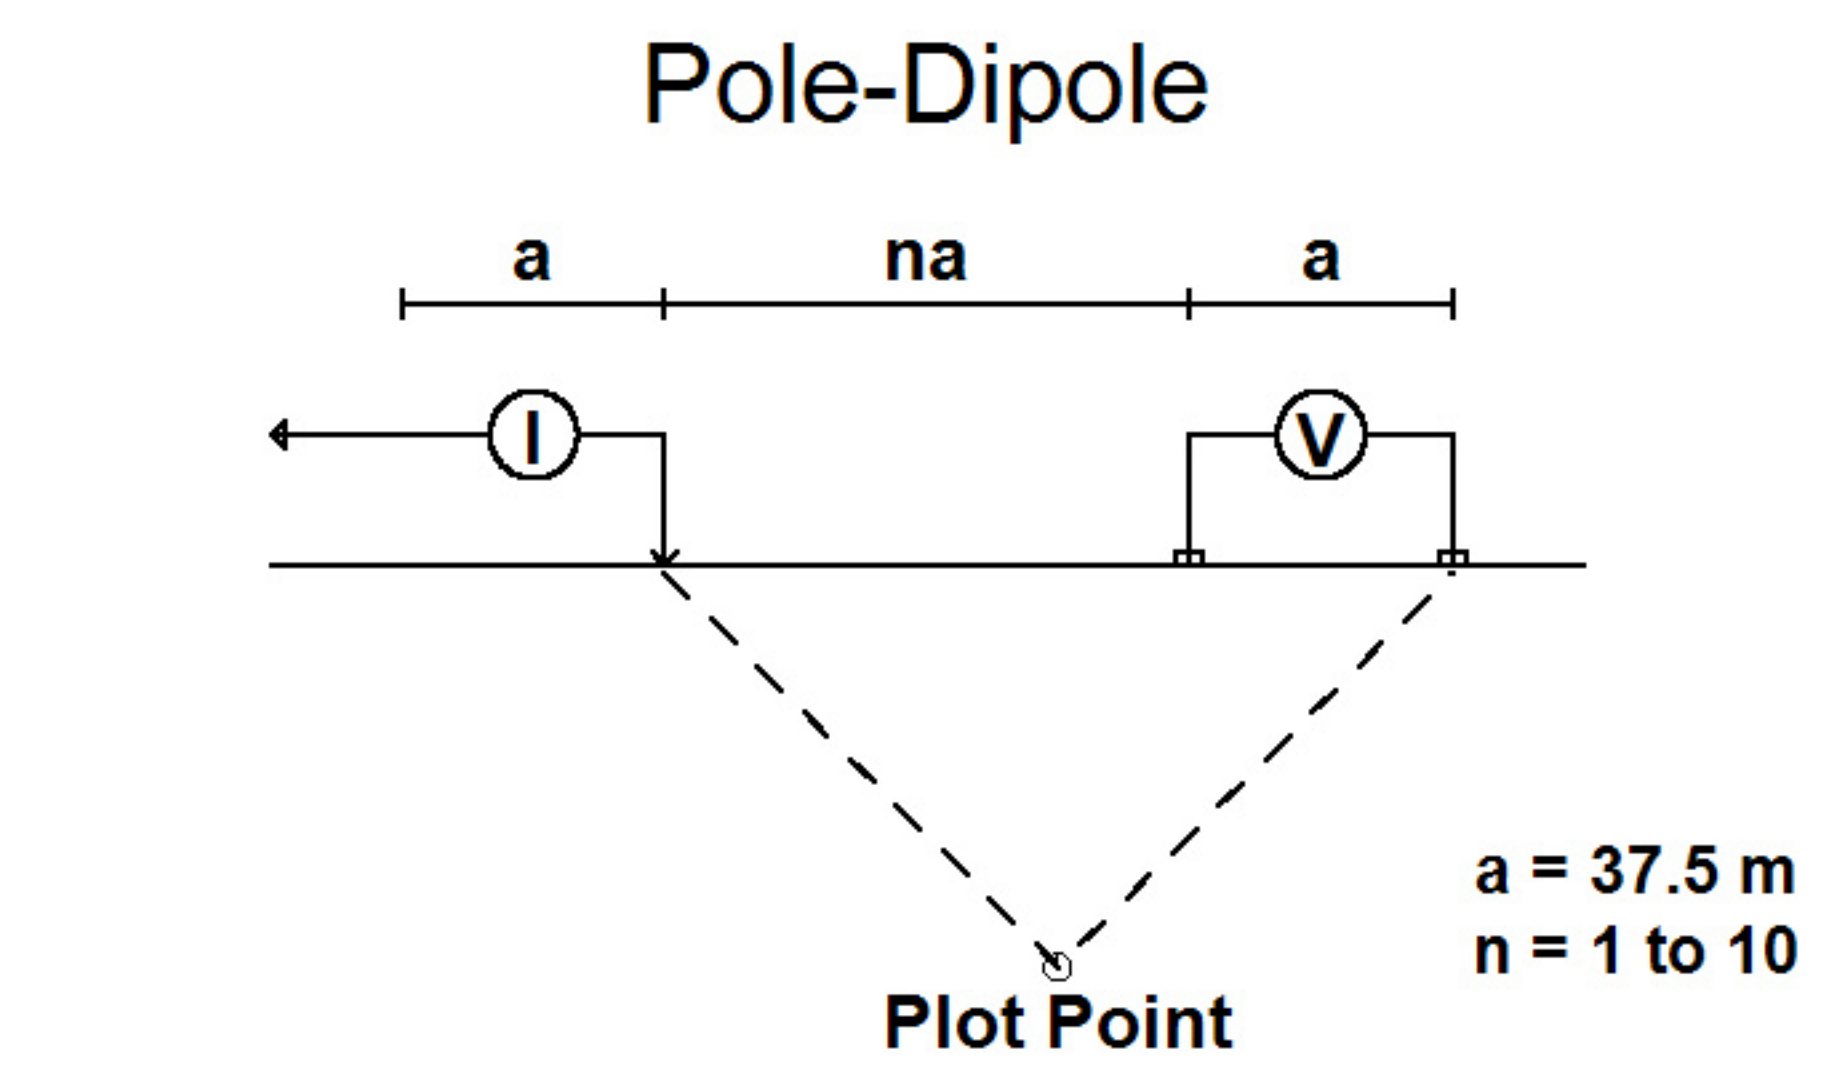 Pole-Dipole
a na a
I V
a = 37.5 m
n = 1 to 10
Plot Point